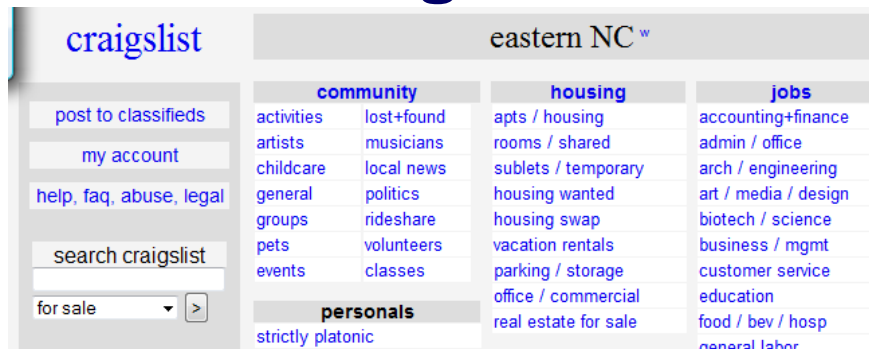 craigslist
eastern NC w
post to classifieds
my account
help, faq, abuse, legal
search craigslist
for sale
>
community
activities lost+found
artists musicians
childcare local news
general politics
groups rideshare
pets volunteers
events classes
personals
strictly platonic
housing
apts / housing
rooms / shared
sublets / temporary
housing wanted
housing swap
vacation rentals
parking / storage
office / commercial
real estate for sale
jobs
accounting+finance
admin / office
arch / engineering
art / media / design
biotech / science
business / mgmt
customer service
education
food / bev / hosp
general labor